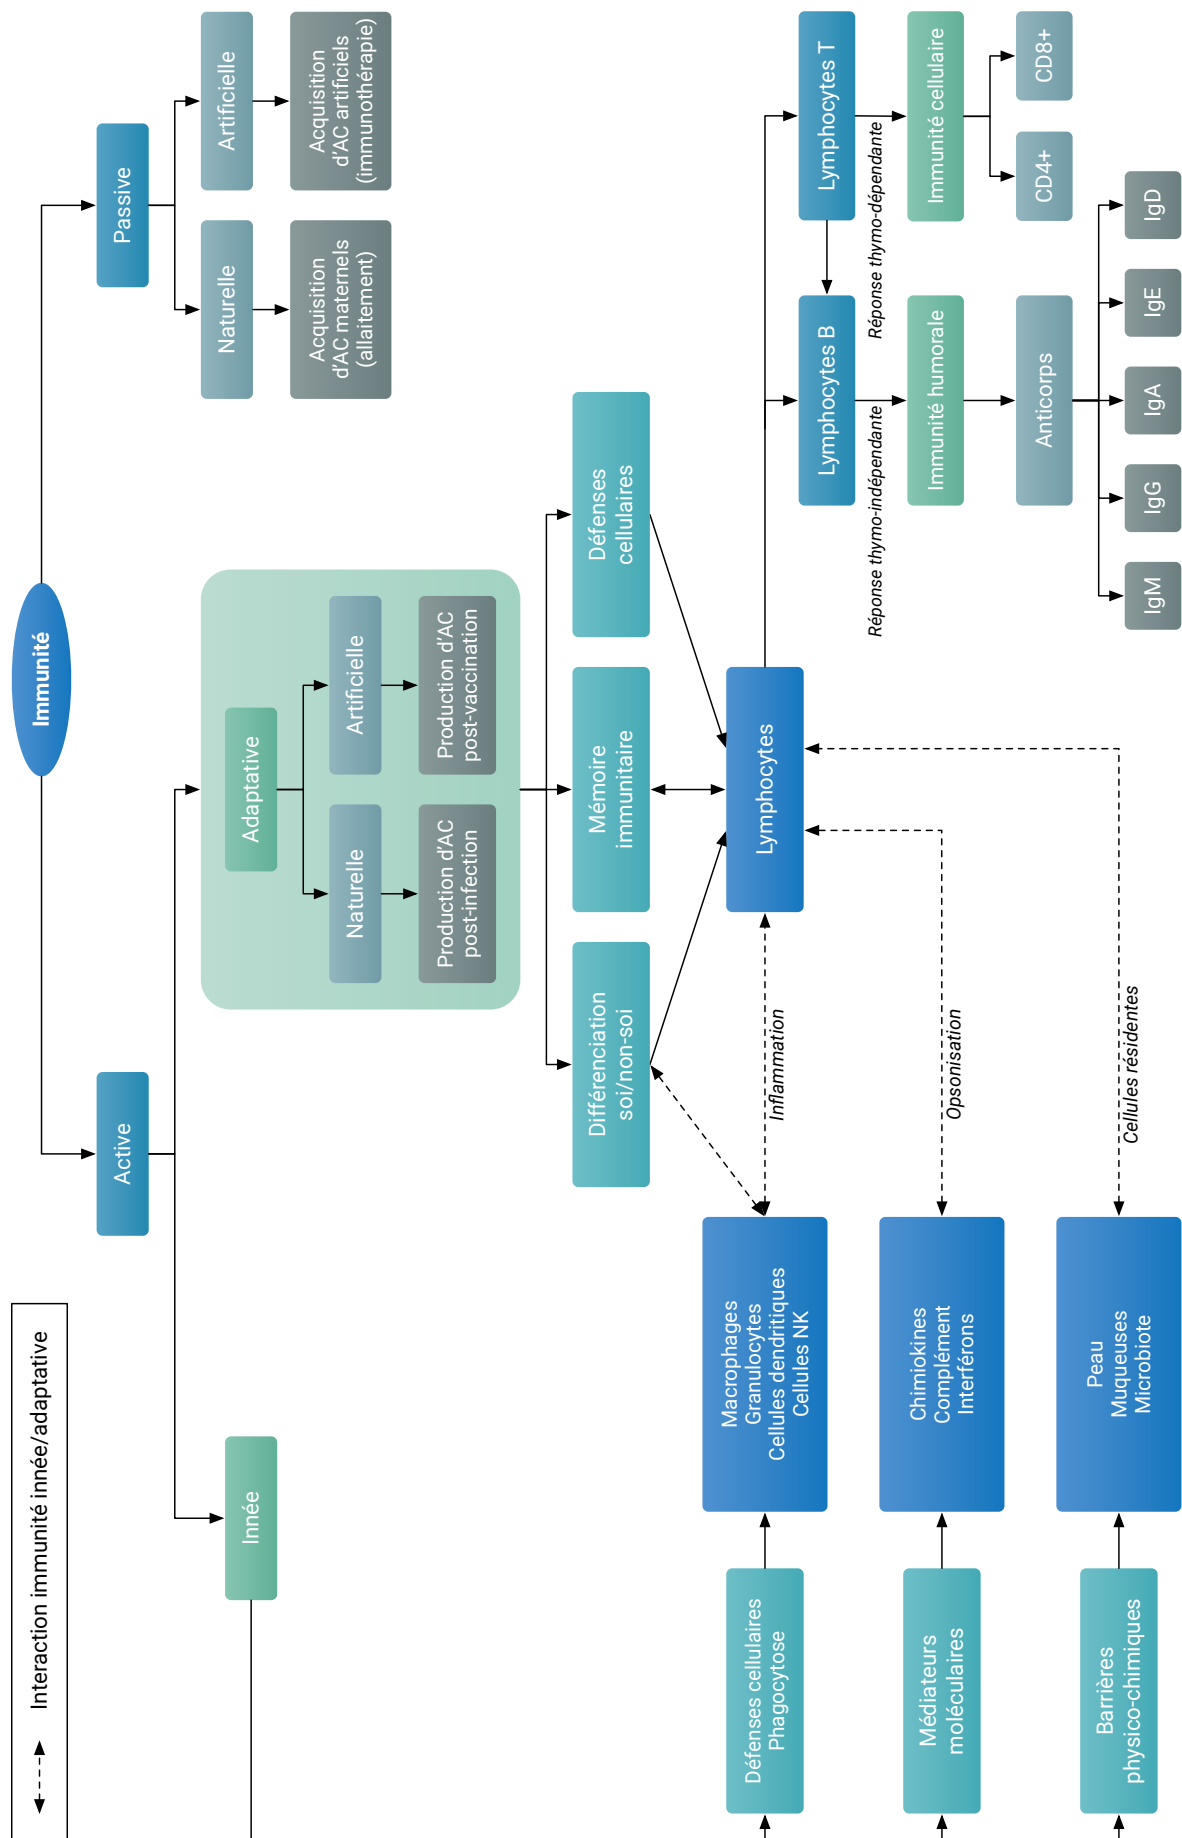 Interaction immunité innée/adaptative
Immunité
Active
Passive
Innée
Adaptative
Naturelle
Artificielle
Production d'AC
post-infection
Production d'AC
post-vaccination
Naturelle
Artificielle
Acquisition
d'AC maternels
(allaitement)
Acquisition
d'AC artificiels
(immunothérapie)
Différenciation
soi/non-soi
Mémoire
immunitaire
Défenses
cellulaires
Défenses cellulaires
Phagocytose
Macrophages
Granulocytes
Cellules dendritiques
Cellules NK
Inflammation
Lymphocytes
Lymphocytes B
Lymphocytes T
Réponse thymo-indépendante
Réponse thymo-dépendante
Médiateurs
moléculaires
Chimiokines
Complément
Interférons
Opsonisation
Immunité humorale
Immunité cellulaire
Barrières
physico-chimiques
Peau
Muqueuses
Microbiote
Cellules résidentes
Anticorps
CD4+
CD8+
IgM
IgG
IgA
IgE
IgD